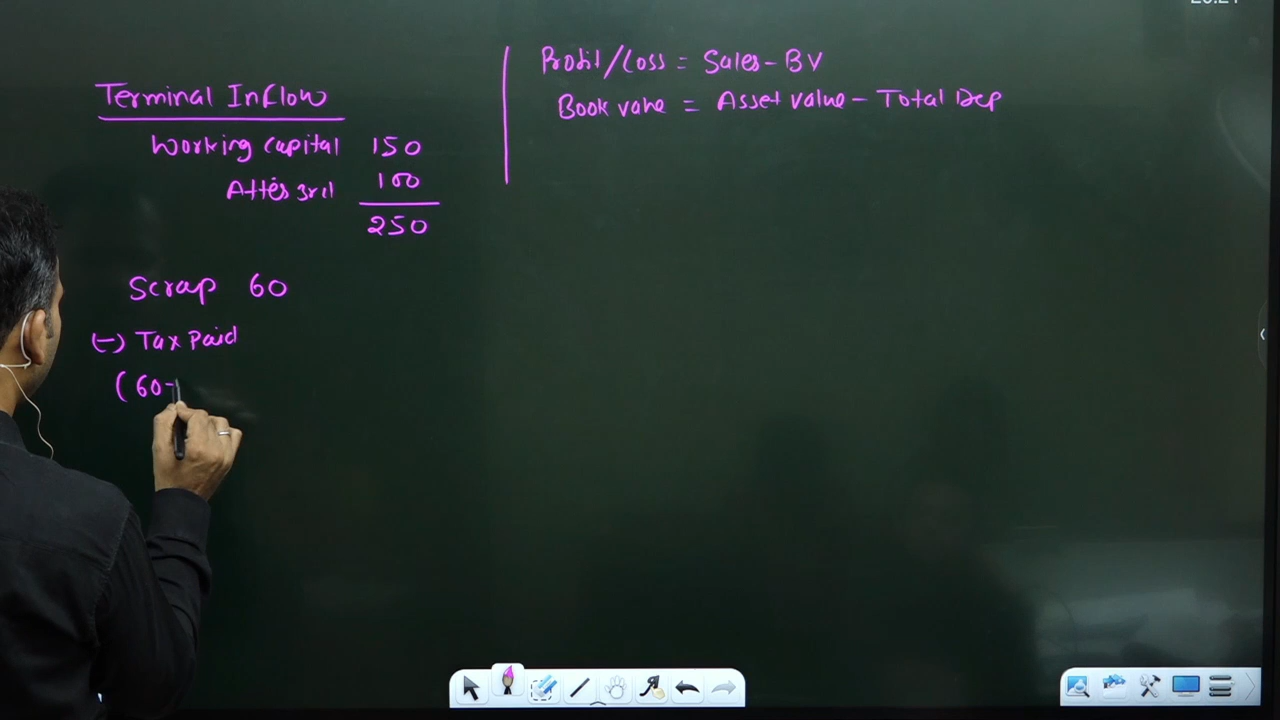 Terminal Inflow
Working capital 150
After 3rd 100
250
Scrap 60
(-) Tax Paid
(60-
Profit/Loss = Sales - BV
Book value = Asset value - Total Dep